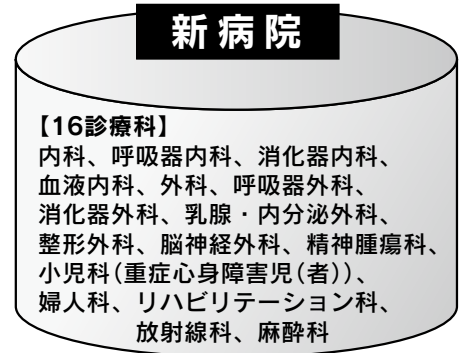 新病院
【16診療科】
内科、呼吸器内科、消化器内科、
血液内科、外科、呼吸器外科、
消化器外科、乳腺・内分泌外科、
整形外科、脳神経外科、精神腫瘍科、
小児科(重症心身障害児(者))、
婦人科、リハビリテーション科、
放射線科、麻酔科